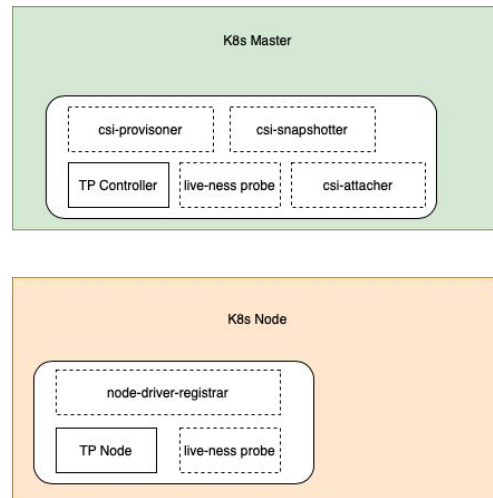 K8s Master
csi-provisoner
csi-snapshotter
TP Controller
live-ness probe
csi-attacher
K8s Node
node-driver-registrar
TP Node
live-ness probe